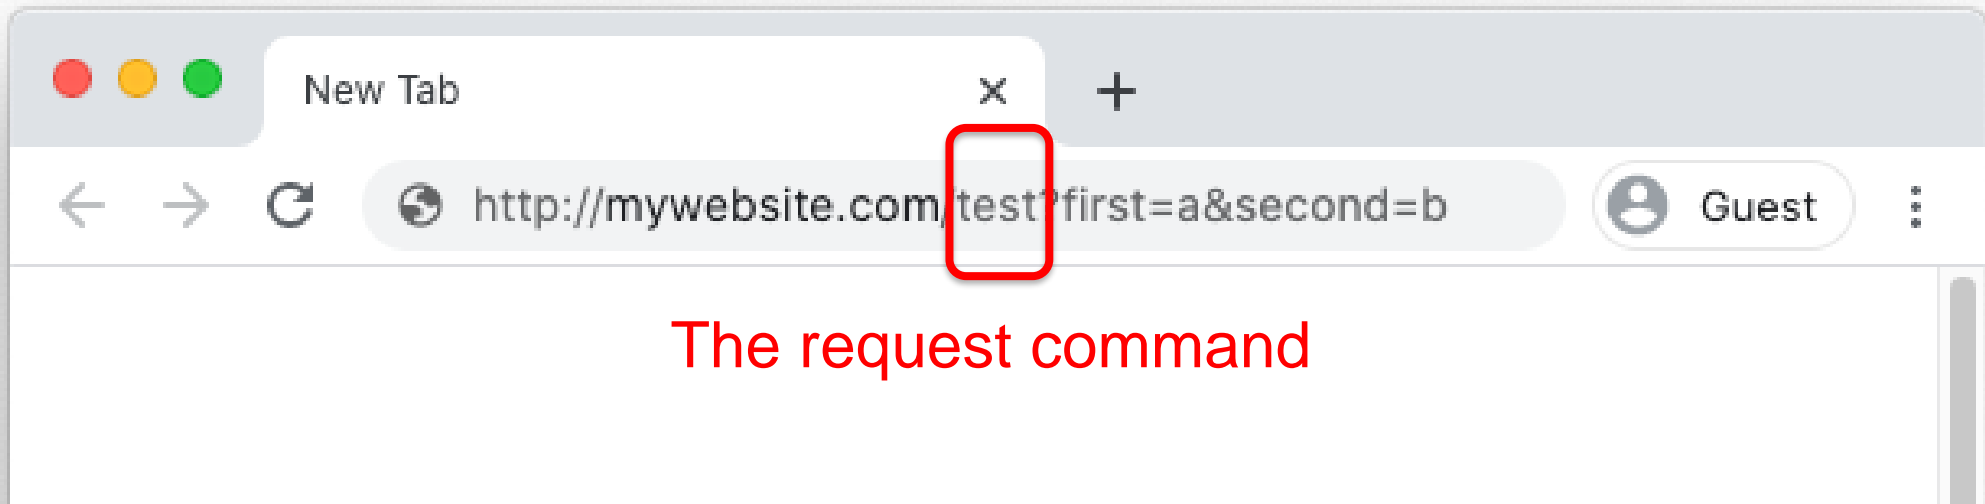 New Tab
http://mywebsite.com/test?first=a&second=b
Guest
The request command